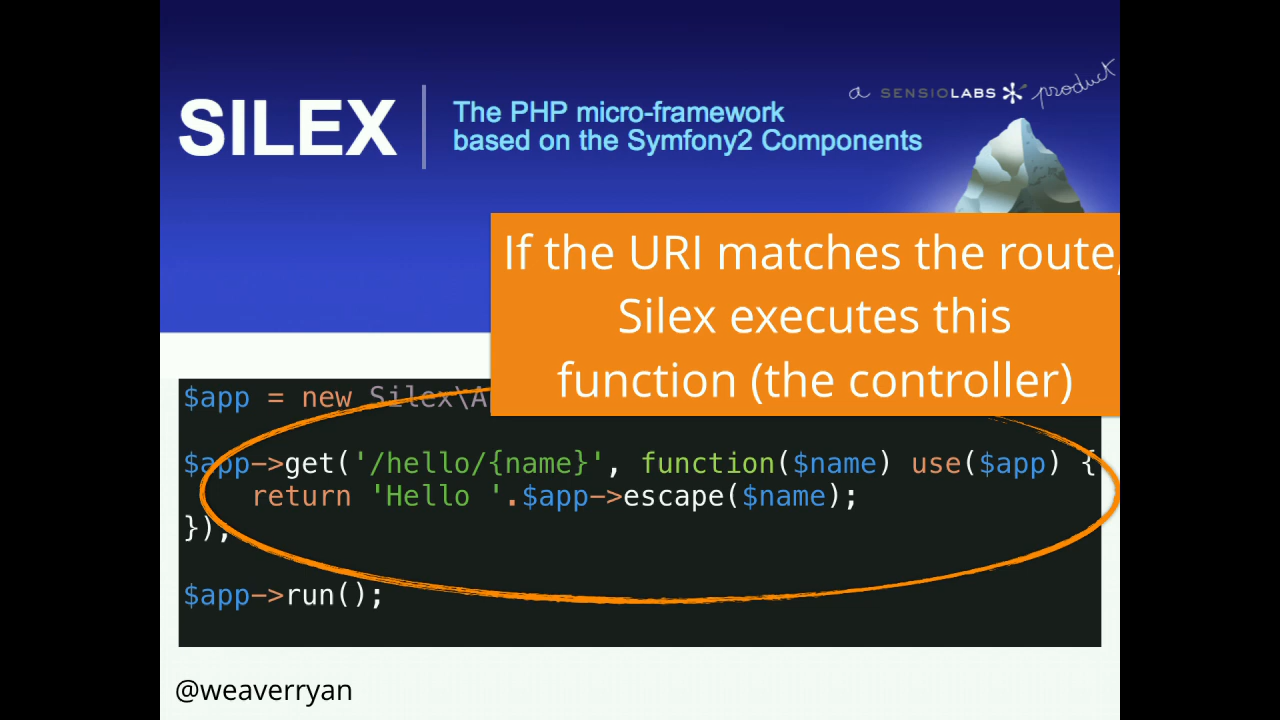 a SENSIOLABS product
SILEX
The PHP micro-framework
based on the Symfony2 Components
If the URI matches the route,
Silex executes this
function (the controller)
$app = new Silex\A
$app->get('/hello/{name}', function($name) use($app) {
    return 'Hello '.$app->escape($name);
});
$app->run();
@weaverryan